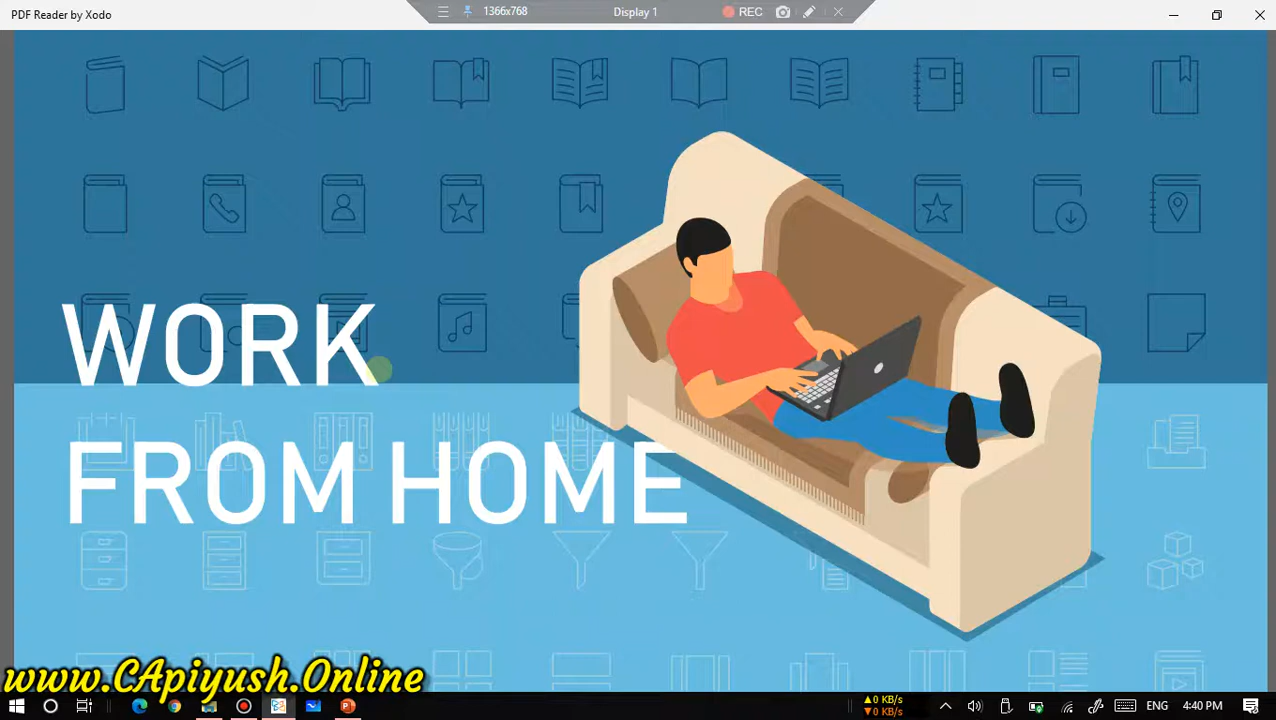 PDF Reader by Xodo
1366x768
Display 1
REC
WORK
FROM HOME
www.CApiyush.Online
0 KB/s
0 KB/s
ENG
4:40 PM